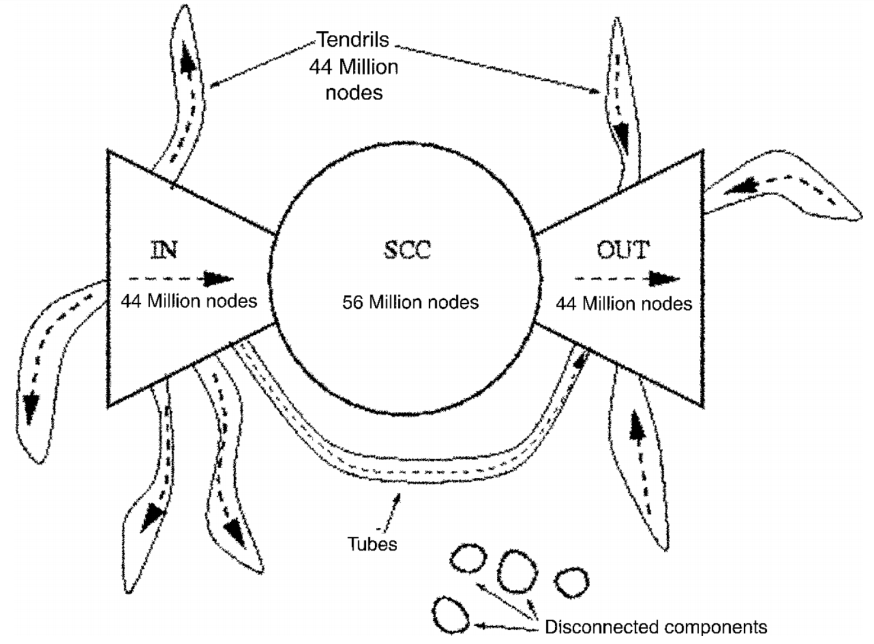 Tendrils
44 Million
nodes
IN
44 Million nodes
SCC
56 Million nodes
OUT
44 Million nodes
Tubes
Disconnected components